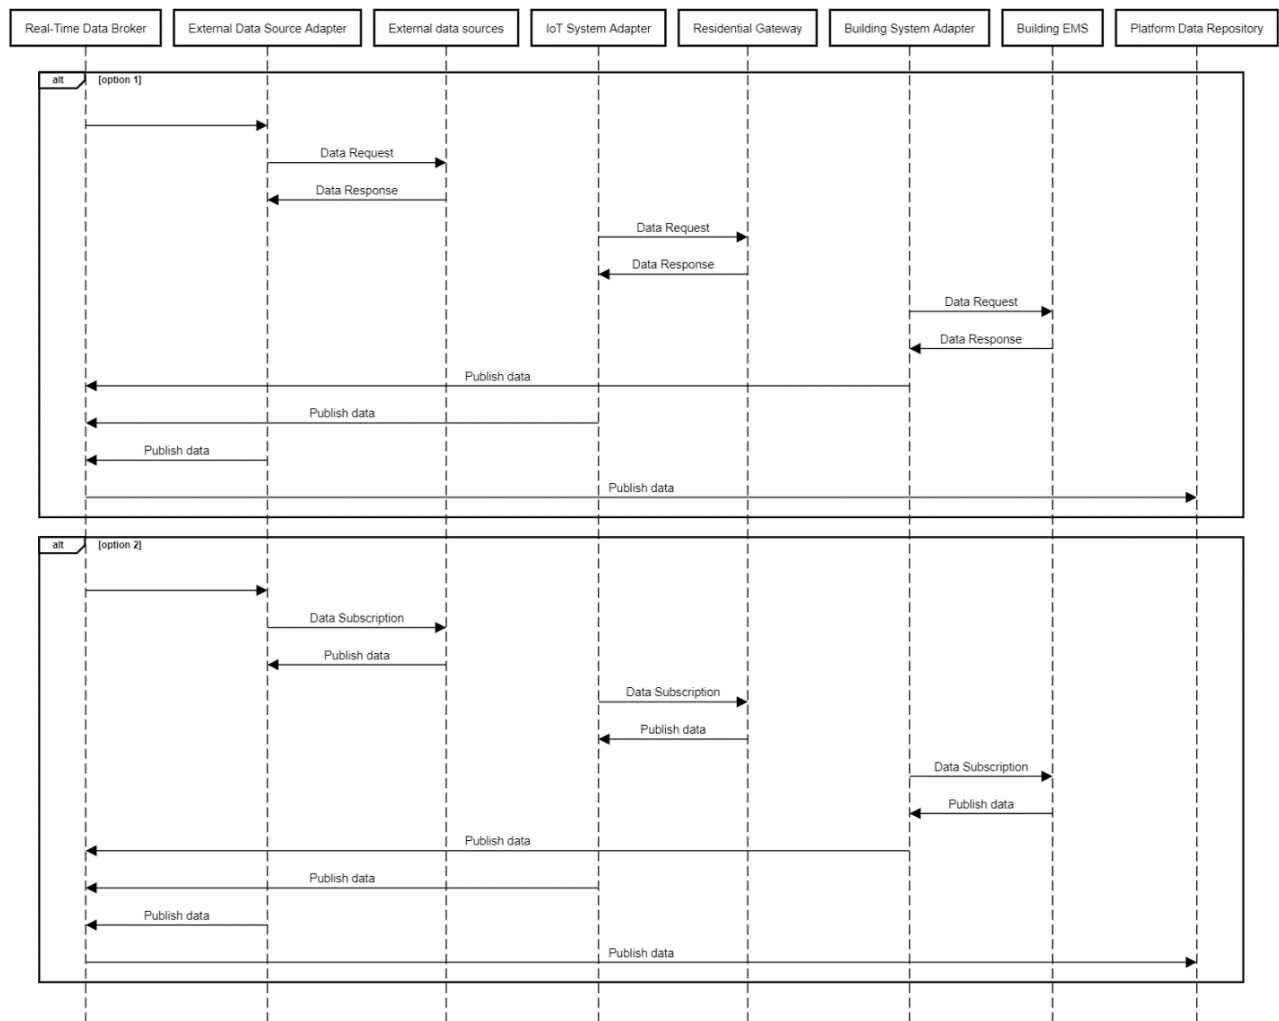 Real-Time Data Broker
External Data Source Adapter
External data sources
IoT System Adapter
Residential Gateway
Building System Adapter
Building EMS
Platform Data Repository
alt
[option 1]
Data Request
Data Response
Data Request
Data Response
Data Request
Data Response
Publish data
Publish data
Publish data
Publish data
alt
[option 2]
Data Subscription
Publish data
Data Subscription
Publish data
Data Subscription
Publish data
Publish data
Publish data
Publish data
Publish data